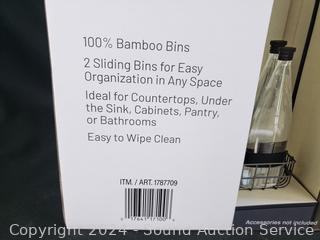 100% Bamboo Bins
2 Sliding Bins for Easy
Organization in Any Space
Ideal for Countertops, Under
the Sink, Cabinets, Pantry,
or Bathrooms
Easy to Wipe Clean
ITM. / ART. 1787709
Accessories not included
Copyright 2024 - Sound Auction Service